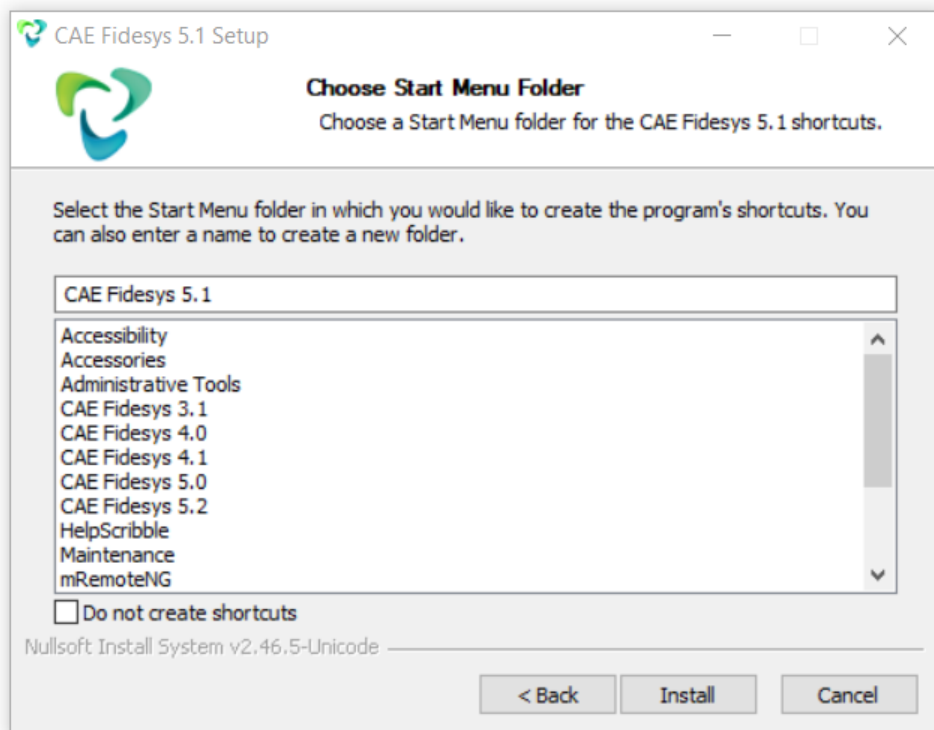 CAE Fidesys 5.1 Setup
Choose Start Menu Folder
Choose a Start Menu folder for the CAE Fidesys 5.1 shortcuts.
Select the Start Menu folder in which you would like to create the program's shortcuts. You
can also enter a name to create a new folder.
CAE Fidesys 5.1
Accessibility
Accessories
Administrative Tools
CAE Fidesys 3.1
CAE Fidesys 4.0
CAE Fidesys 4.1
CAE Fidesys 5.0
CAE Fidesys 5.2
HelpScribble
Maintenance
mRemoteNG
Do not create shortcuts
Nullsoft Install System v2.46.5-Unicode
< Back Install Cancel